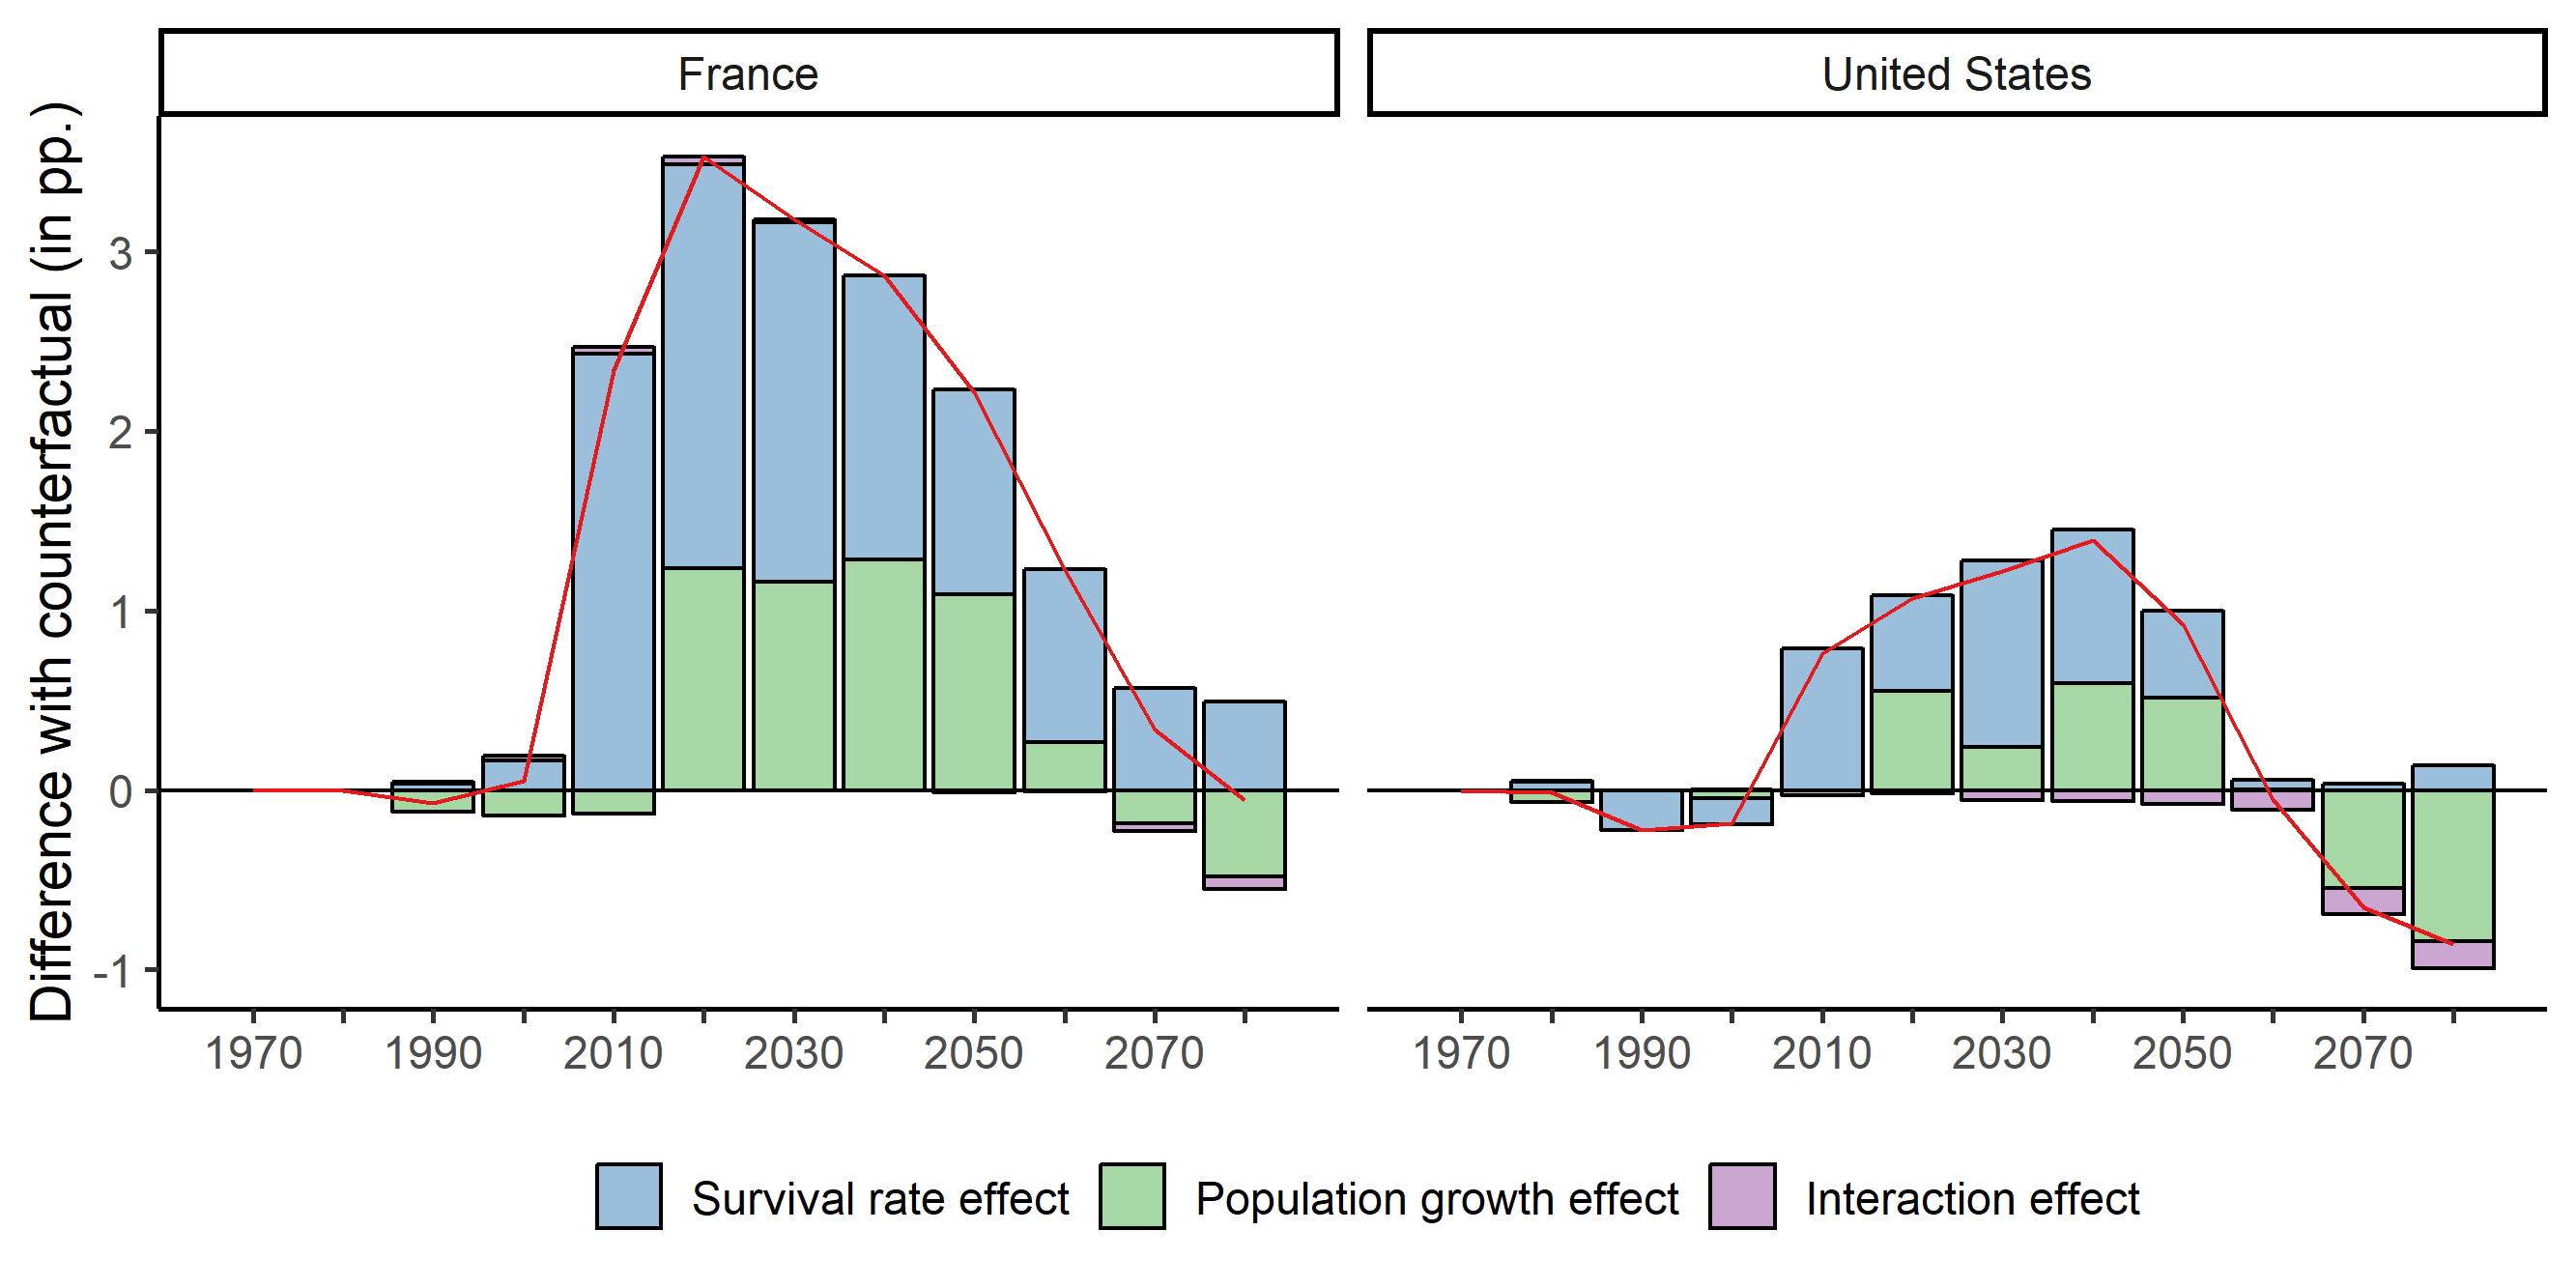 France
United States
Difference with counterfactual (in pp.)
3
2
1
0
-1
1970 1990 2010 2030 2050 2070
1970 1990 2010 2030 2050 2070
Survival rate effect Population growth effect Interaction effect